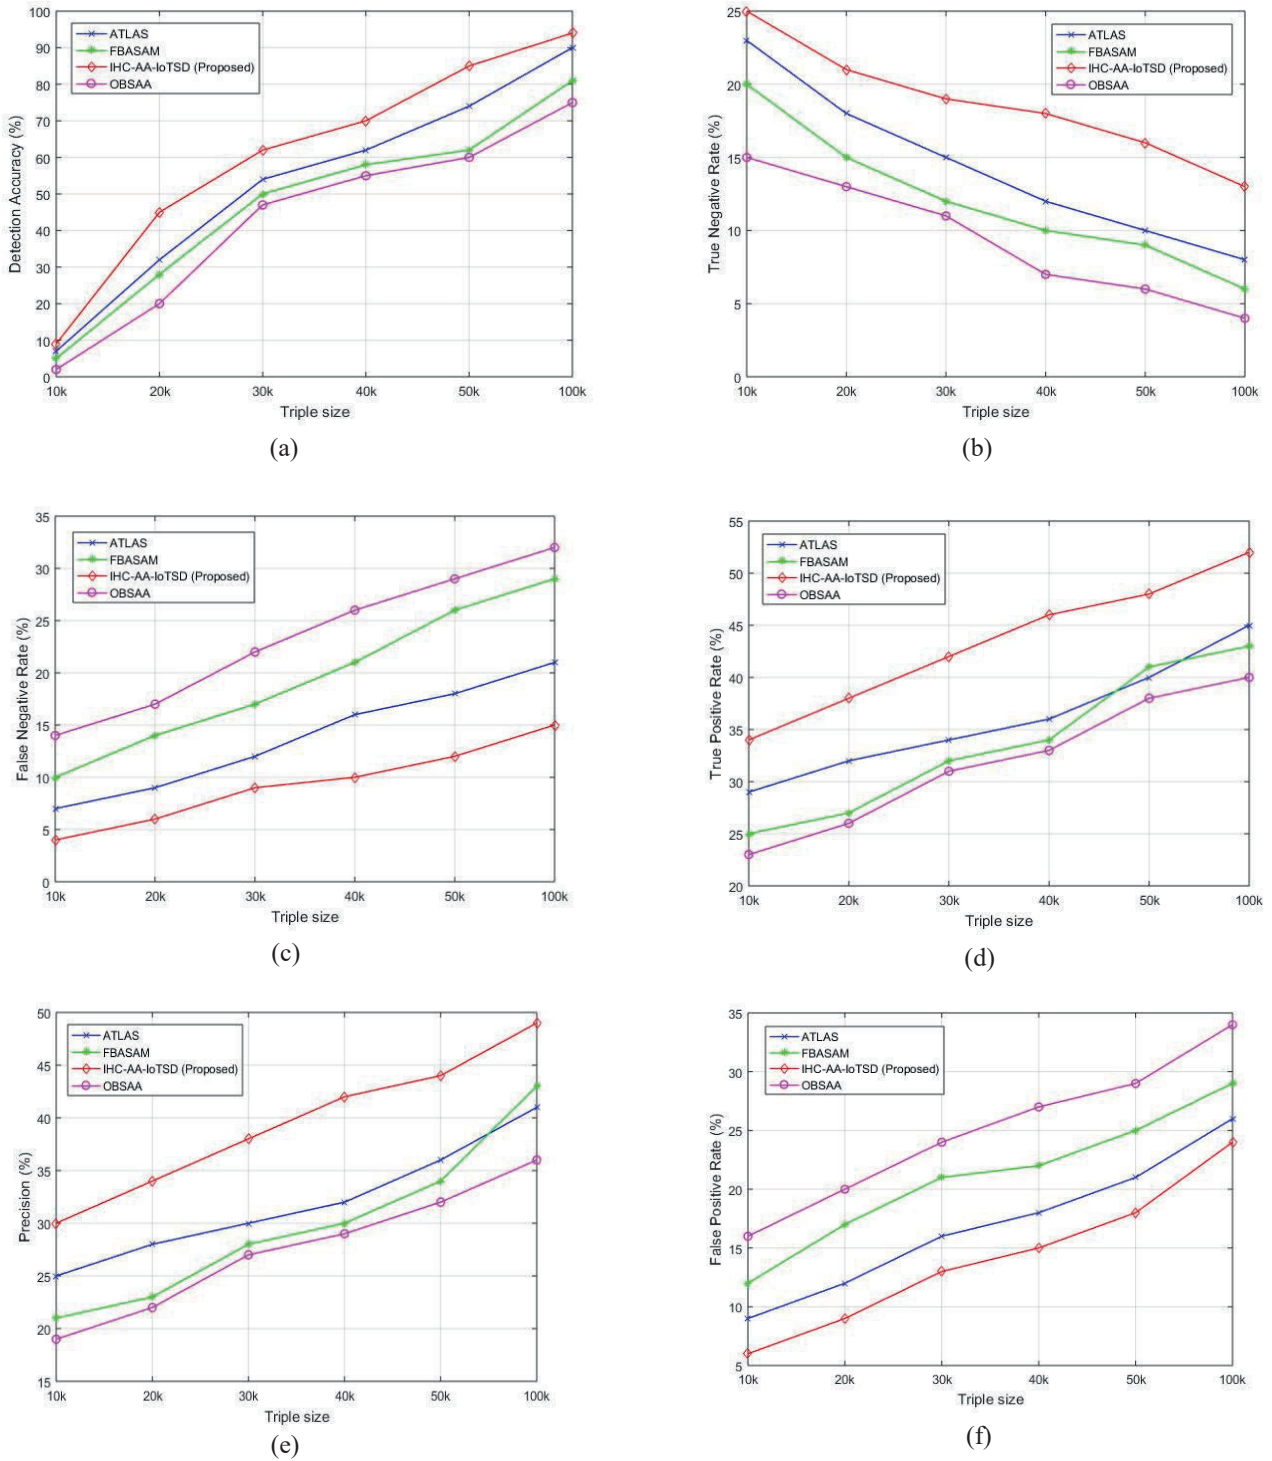 100
90
80
70
60
50
40
30
20
10
0
Detection Accuracy (%)
ATLAS
FBASAM
IHC-AA-IoTSD (Proposed)
OBSAA
10k 20k 30k 40k 50k 100k
Triple size
(a)
25
20
15
10
5
0
True Negative Rate (%)
ATLAS
FBASAM
IHC-AA-IoTSD (Proposed)
OBSAA
10k 20k 30k 40k 50k 100k
Triple size
(b)
35
30
25
20
15
10
5
0
False Negative Rate (%)
ATLAS
FBASAM
IHC-AA-IoTSD (Proposed)
OBSAA
10k 20k 30k 40k 50k 100k
Triple size
(c)
55
50
45
40
35
30
25
20
True Positive Rate (%)
ATLAS
FBASAM
IHC-AA-IoTSD (Proposed)
OBSAA
10k 20k 30k 40k 50k 100k
Triple size
(d)
50
45
40
35
30
25
20
15
Precision (%)
ATLAS
FBASAM
IHC-AA-IoTSD (Proposed)
OBSAA
10k 20k 30k 40k 50k 100k
Triple size
(e)
35
30
25
20
15
10
5
False Positive Rate (%)
ATLAS
FBASAM
IHC-AA-IoTSD (Proposed)
OBSAA
10k 20k 30k 40k 50k 100k
Triple size
(f)